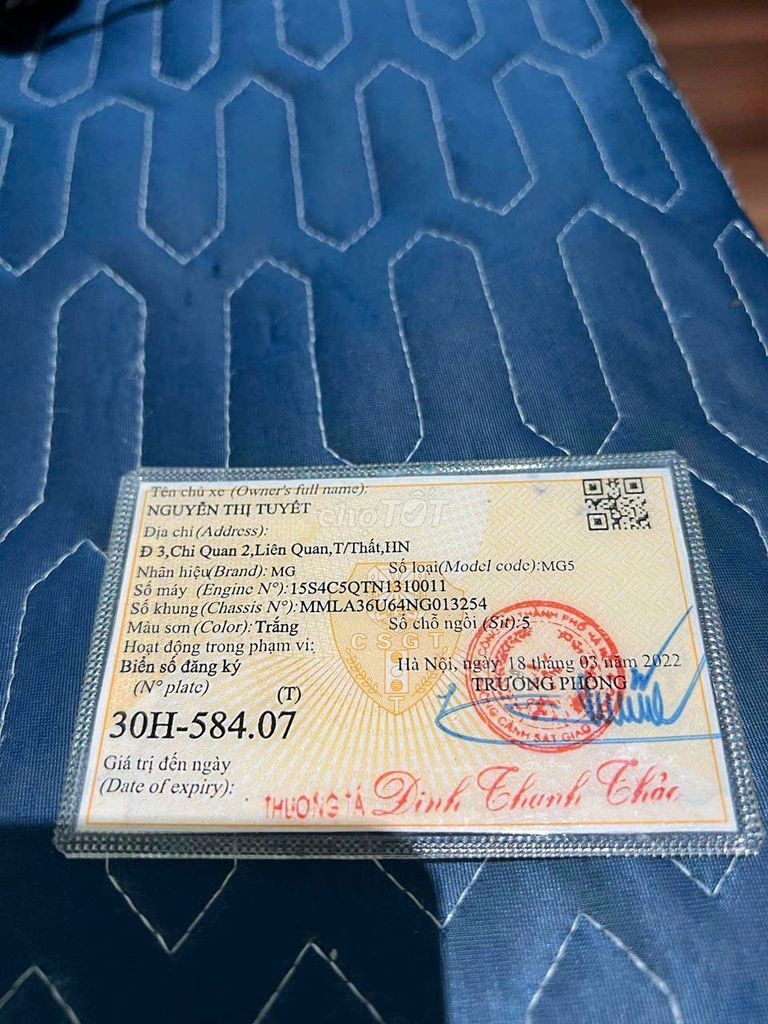 Tên chủ xe (Owner's full name):
NGUYỄN THỊ TUYẾT
Địa chỉ (Address):
Đ 3,Chi Quan 2,Liên Quan,T/Thất,HN
Nhãn hiệu(Brand): MG Số loại(Model code):MG5
Số máy (Engine N°):15S4C5QTN1310011
Số khung(Chassis N°):MMLA36U64NG013254
Màu sơn (Color): Trắng Số chỗ ngồi (Sit):5
Hoạt động trong phạm vi:
Biển số đăng ký Hà Nội, ngày 18 tháng 03 năm 2022
(N° plate) (T) TRƯỞNG PHÒNG
30H-584.07
Giá trị đến ngày
(Date of expiry):
THƯỢNG TÁ Đinh Thanh Thảo
CSGT
chợ TỐT